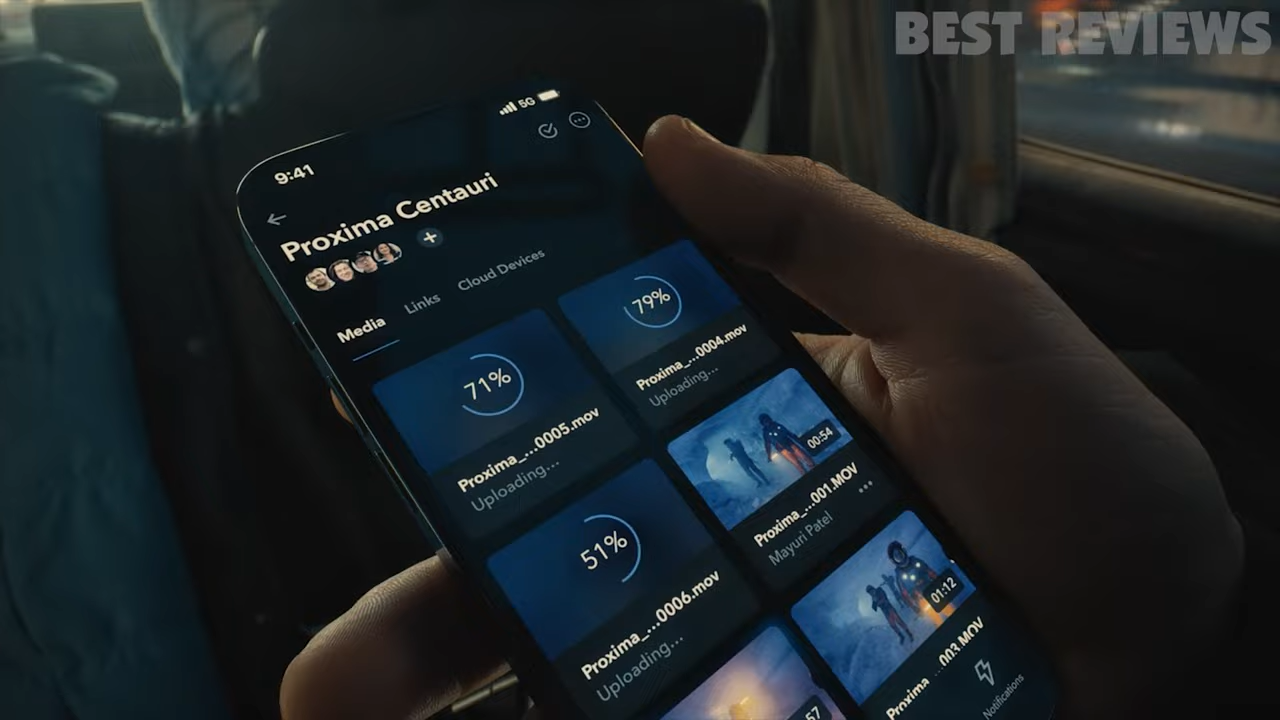 BEST REVIEWS
9:41
5G
Proxima Centauri
Media
Links
Cloud Devices
71%
Proxima_...0005.mov
Uploading...
79%
Proxima_...0004.mov
Uploading...
51%
Proxima_...0006.mov
Uploading...
00:54
Proxima_...001.MOV
Mayuri Patel
01:12
Proxima_...003.MOV
57
Notifications